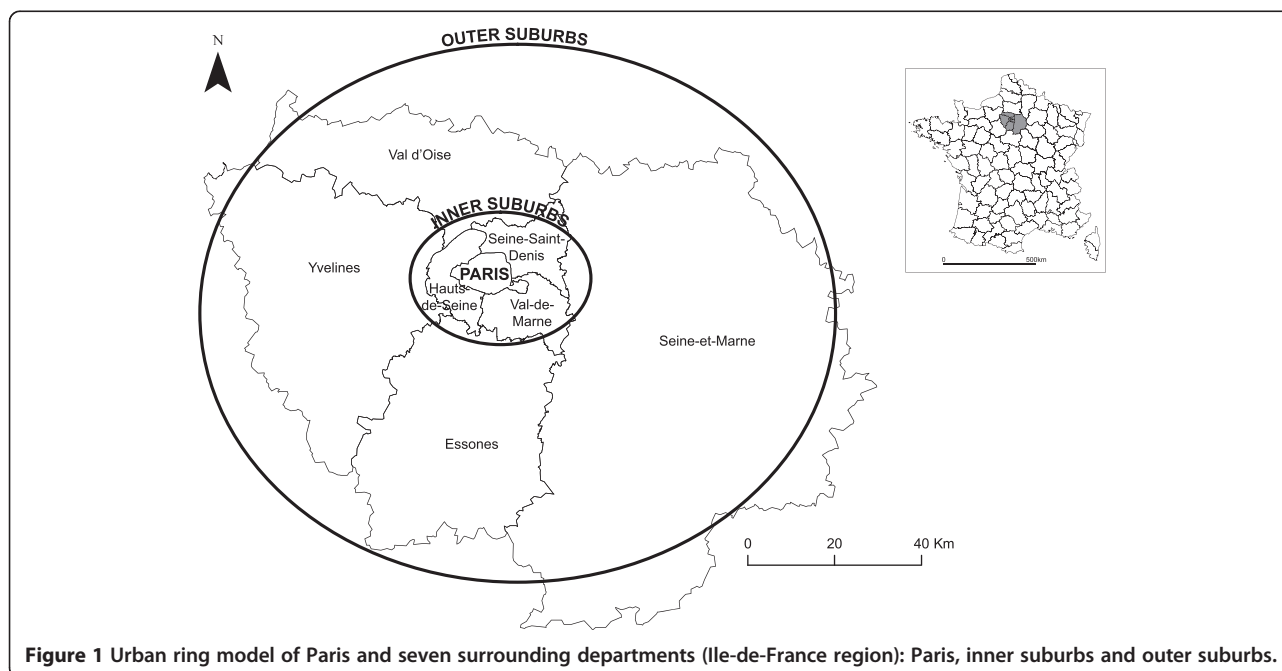 OUTER SUBURBS
N
Val d'Oise
INNER SUBURBS
Seine-Saint-
Denis
Yvelines
PARIS
Hauts-
de-Seine
Val-de-
Marne
Seine-et-Marne
Essones
0 500km
0 20 40 Km
Figure 1 Urban ring model of Paris and seven surrounding departments (Ile-de-France region): Paris, inner suburbs and outer suburbs.